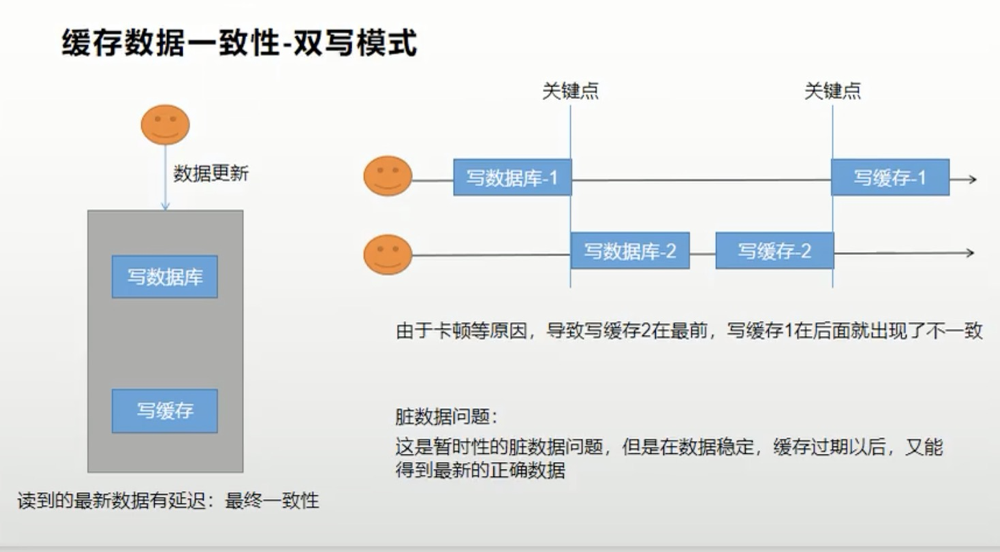 缓存数据一致性-双写模式
数据更新
写数据库
写缓存
读到的最新数据有延迟：最终一致性
关键点
关键点
写数据库-1
写缓存-1
写数据库-2
写缓存-2
由于卡顿等原因，导致写缓存2在最前，写缓存1在后面就出现了不一致
脏数据问题：
这是暂时性的脏数据问题，但是在数据稳定，缓存过期以后，又能
得到最新的正确数据